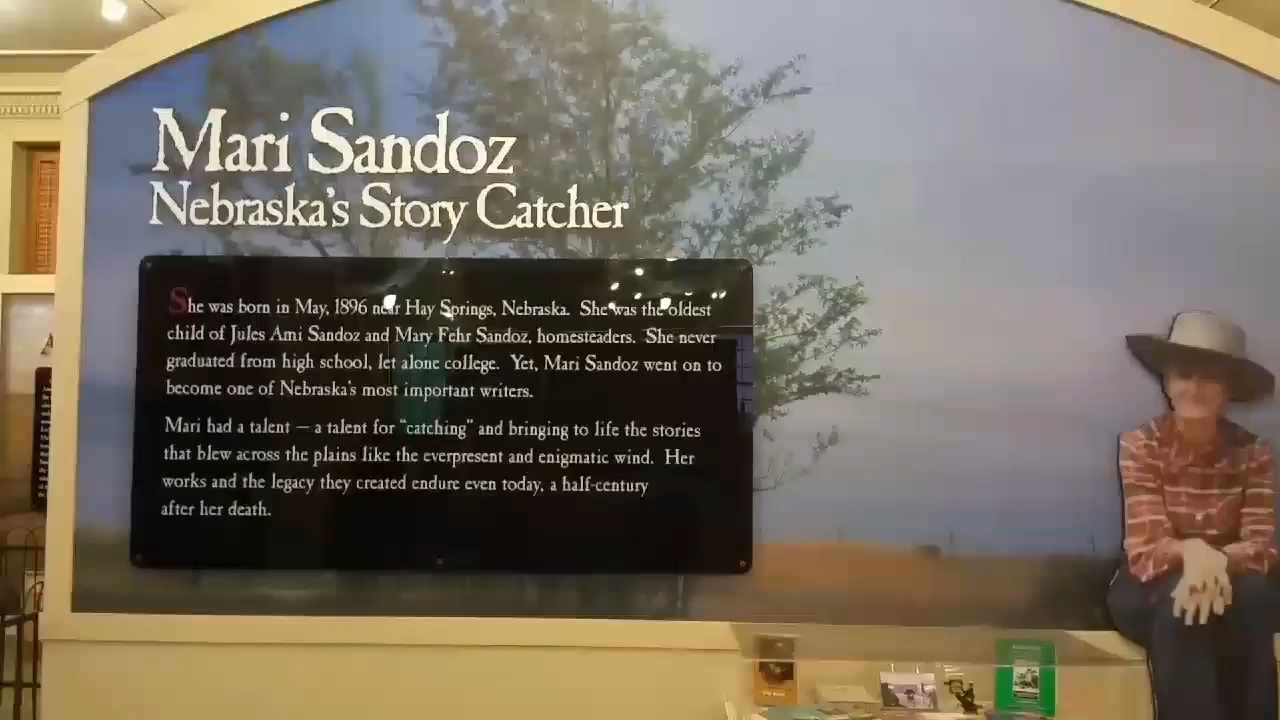 Mari Sandoz
Nebraska's Story Catcher
She was born in May, 1896 near Hay Springs, Nebraska. She was the oldest
child of Jules Ami Sandoz and Mary Fehr Sandoz, homesteaders. She never
graduated from high school, let alone college. Yet, Mari Sandoz went on to
become one of Nebraska's most important writers.
Mari had a talent — a talent for "catching" and bringing to life the stories
that blew across the plains like the everpresent and enigmatic wind. Her
works and the legacy they created endure even today, a half-century
after her death.